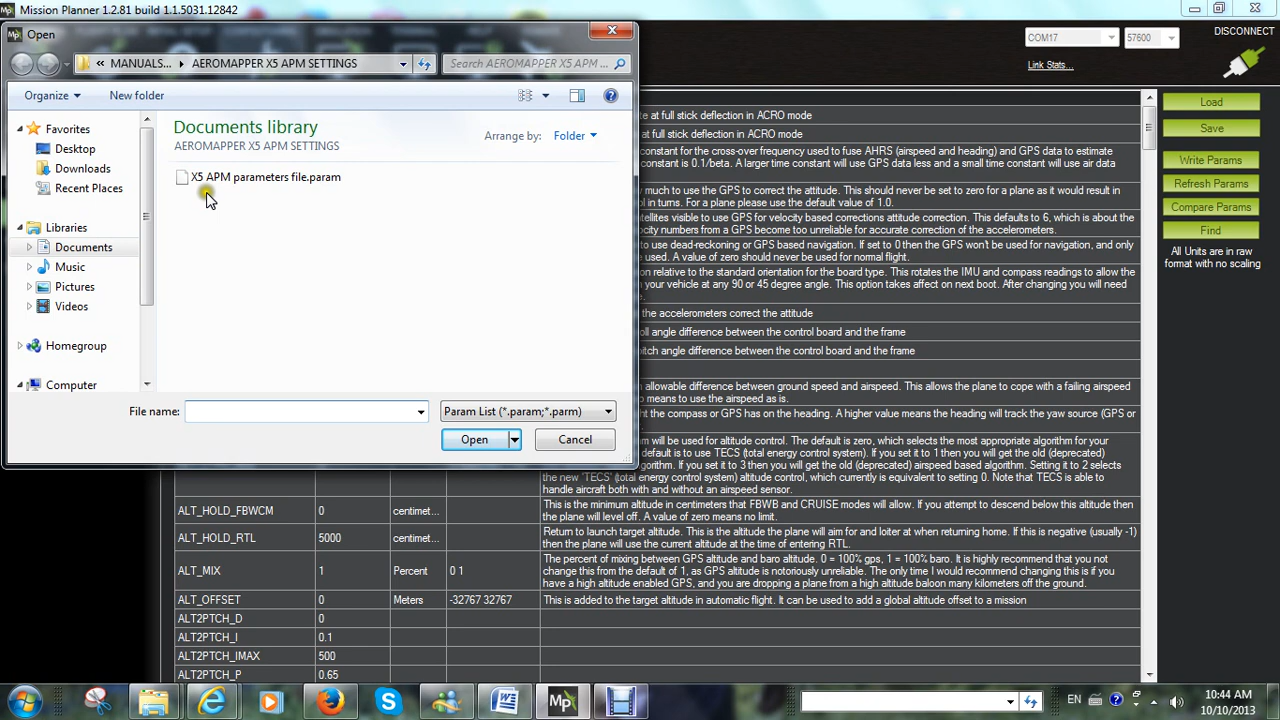 Mission Planner 1.2.81 build 1.1.5031.12842
Open
« MANUALS... ▸ AEROMAPPER X5 APM SETTINGS
Search AEROMAPPER X5 APM ...
Organize
New folder
Favorites
Desktop
Downloads
Recent Places
Libraries
Documents
Music
Pictures
Videos
Homegroup
Computer
Documents library
AEROMAPPER X5 APM SETTINGS
Arrange by: Folder
X5 APM parameters file.param
File name:
Param List (*.param;*.parm)
Open
Cancel
COM17
57600
DISCONNECT
Link Stats...
Load
Save
Write Params
Refresh Params
Compare Params
Find
All Units are in raw
format with no scaling
e at full stick deflection in ACRO mode
at full stick deflection in ACRO mode
constant for the cross-over frequency used to fuse AHRS (airspeed and heading) and GPS data to estimate
constant is 0.1/beta. A larger time constant will use GPS data less and a small time constant will use air data
much to use the GPS to correct the attitude. This should never be set to zero for a plane as it would result in
l in turns. For a plane please use the default value of 1.0.
atellites visible to use GPS for velocity based corrections attitude correction. This defaults to 6, which is about the
elocity numbers from a GPS become too unreliable for accurate correction of the accelerometers.
to use dead-reckoning or GPS based navigation. If set to 0 then the GPS won't be used for navigation, and only
used. A value of zero should never be used for normal flight.
on relative to the standard orientation for the board type. This rotates the IMU and compass readings to allow the
n your vehicle at any 90 or 45 degree angle. This option takes affect on next boot. After changing you will need
the accelerometers correct the attitude
oll angle difference between the control board and the frame
pitch angle difference between the control board and the frame
allowable difference between ground speed and airspeed. This allows the plane to cope with a failing airspeed
o means to use the airspeed as is.
ht the compass or GPS has on the heading. A higher value means the heading will track the yaw source (GPS or
m will be used for altitude control. The default is zero, which selects the most appropriate algorithm for your
default is to use TECS (total energy control system). If you set it to 1 then you will get the old (deprecated)
algorithm. If you set it to 3 then you will get the old (deprecated) airspeed based algorithm. Setting it to 2 selects
the new 'TECS' (total energy control system) altitude control, which currently is equivalent to setting 0. Note that TECS is able to
handle aircraft both with and without an airspeed sensor.
ALT_HOLD_FBWCM 0 centimet... This is the minimum altitude in centimeters that FBWB and CRUISE modes will allow. If you attempt to descend below this altitude then
the plane will level off. A value of zero means no limit.
ALT_HOLD_RTL 5000 centimet... Return to launch target altitude. This is the altitude the plane will aim for and loiter at when returning home. If this is negative (usually -1)
then the plane will use the current altitude at the time of entering RTL.
ALT_MIX 1 Percent 0 1 The percent of mixing between GPS altitude and baro altitude. 0 = 100% gps, 1 = 100% baro. It is highly recommend that you not
change this from the default of 1, as GPS altitude is notoriously unreliable. The only time I would recommend changing this is if you
have a high altitude enabled GPS, and you are dropping a plane from a high altitude baloon many kilometers off the ground.
ALT_OFFSET 0 Meters -32767 32767 This is added to the target altitude in automatic flight. It can be used to add a global altitude offset to a mission
ALT2PTCH_D 0
ALT2PTCH_I 0.1
ALT2PTCH_IMAX 500
ALT2PTCH_P 0.65
EN
10:44 AM
10/10/2013